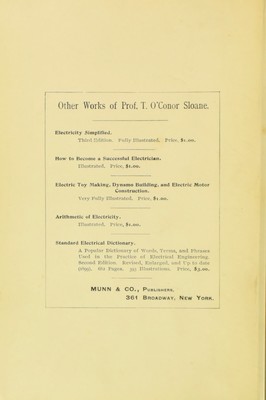 Other Works of Prof. T. O'Conor Sloane.
Electricity Simplified.
Third Edition. Fully Illustrated. Price, $1.00.
How to Become a Successful Electrician.
Illustrated. Price, $1.00.
Electric Toy Making, Dynamo Building, and Electric Motor
Construction.
Very Fully Illustrated. Price, $1.00.
Arithmetic of Electricity.
Illustrated. Price, $1.00.
Standard Electrical Dictionary.
A Popular Dictionary of Words, Terms, and Phrases
Used in the Practice of Electrical Engineering.
Second Edition. Revised, Enlarged, and Up to date
682 Pages. 393 Illustrations. Price, $3.00.
MUNN & CO., PUBLISHERS,
361 BROADWAY, NEW YORK.